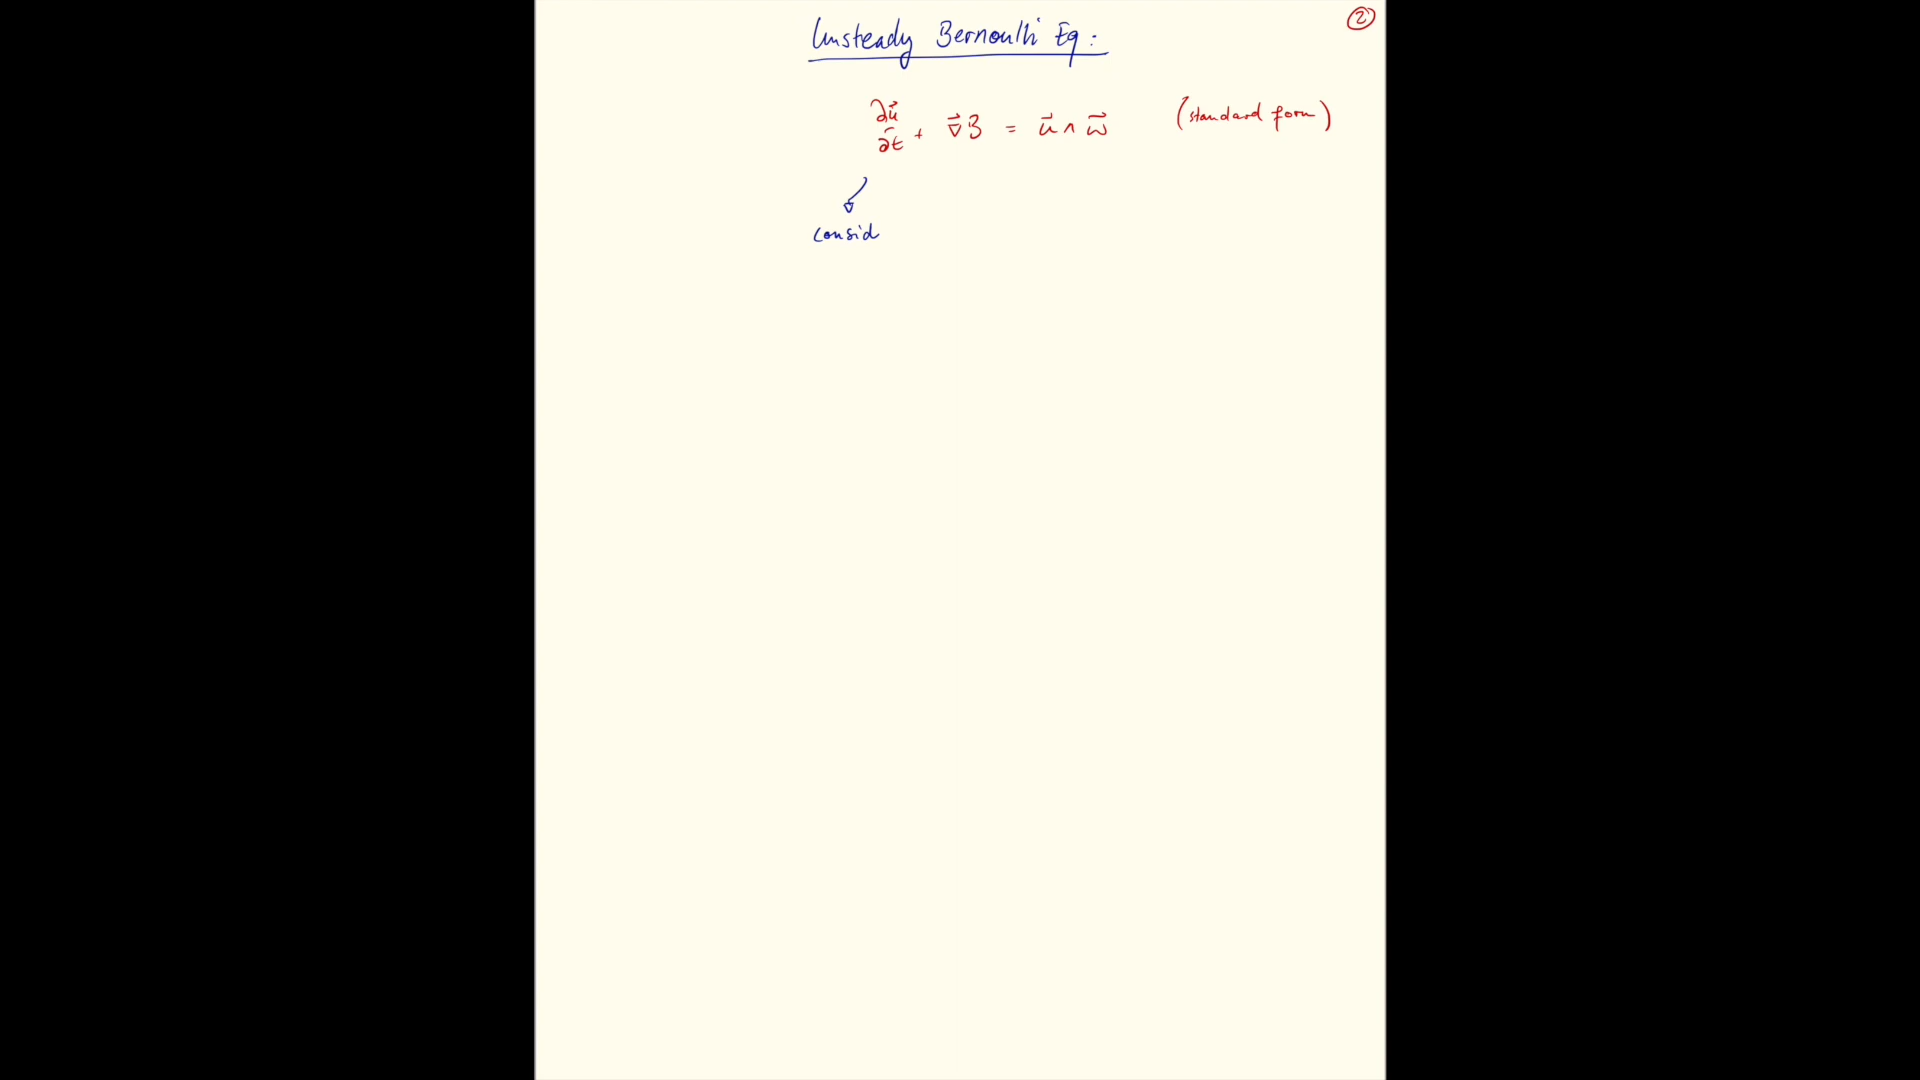 ②
Unsteady Bernoulli Eq :
∂u⃗/∂t + ∇⃗B = u⃗ ∧ ω⃗ (standard form)
consid